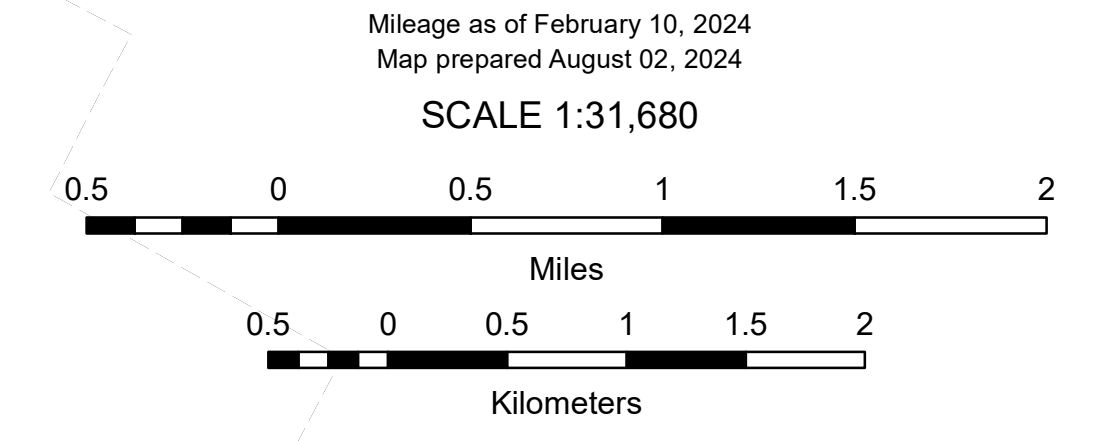 Mileage as of February 10, 2024
Map prepared August 02, 2024
SCALE 1:31,680
0.5 0 0.5 1 1.5 2
Miles
0.5 0 0.5 1 1.5 2
Kilometers